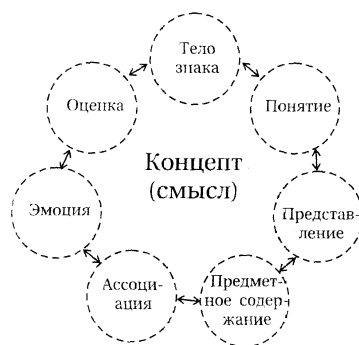 Тело
знака
Оценка
Понятие
Концепт
(смысл)
Эмоция
Представ-
ление
Ассоци-
ация
Предмет-
ное содер-
жание